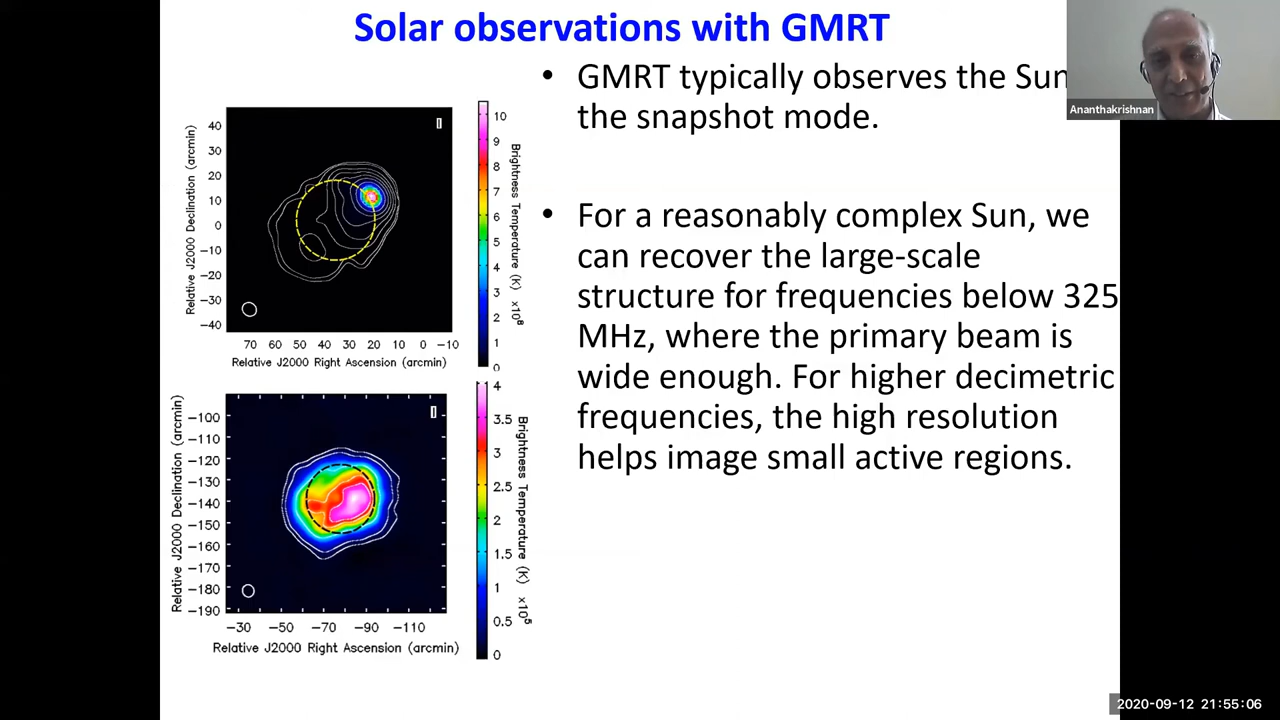 Solar observations with GMRT
• GMRT typically observes the Sun
the snapshot mode.
• For a reasonably complex Sun, we
can recover the large-scale
structure for frequencies below 325
MHz, where the primary beam is
wide enough. For higher decimetric
frequencies, the high resolution
helps image small active regions.
Ananthakrishnan
Relative J2000 Declination (arcmin)
40
30
20
10
0
−10
−20
−30
−40
70 60 50 40 30 20 10 0 −10
Relative J2000 Right Ascension (arcmin)
10
9
8
7
6
5
4
3
2
1
0
Brightness Temperature (K) x10⁸
Relative J2000 Declination (arcmin)
−100
−110
−120
−130
−140
−150
−160
−170
−180
−190
−30 −50 −70 −90 −110
Relative J2000 Right Ascension (arcmin)
4
3.5
3
2.5
2
1.5
1
0.5
0
Brightness Temperature (K) x10⁵
2020-09-12 21:55:06